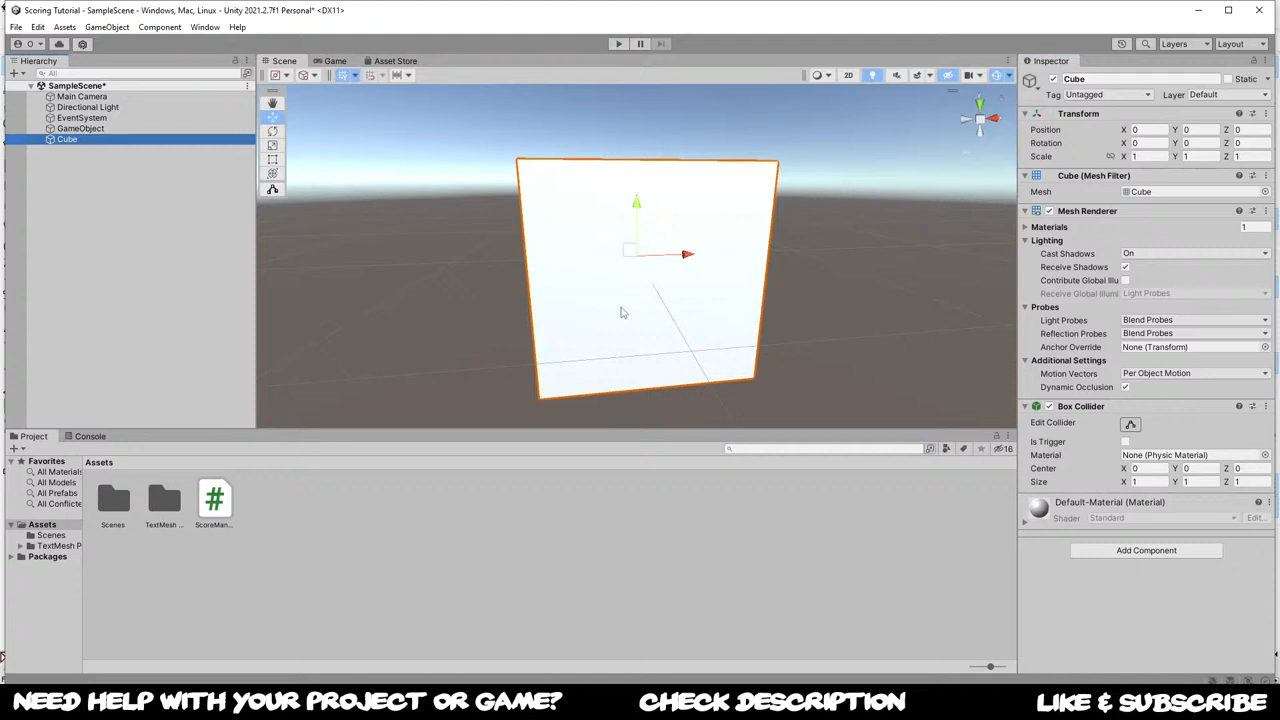 Scoring Tutorial - SampleScene - Windows, Mac, Linux - Unity 2021.2.7f1 Personal* <DX11>
File Edit Assets GameObject Component Window Help
O Layers Layout
Hierarchy
All
SampleScene*
Main Camera
Directional Light
EventSystem
GameObject
Cube
Scene Game Asset Store
2D
Inspector
Cube Static
Tag Untagged Layer Default
Transform
Position X 0 Y 0 Z 0
Rotation X 0 Y 0 Z 0
Scale X 1 Y 1 Z 1
Cube (Mesh Filter)
Mesh Cube
Mesh Renderer
Materials 1
Lighting
Cast Shadows On
Receive Shadows
Contribute Global Illu
Receive Global Illumi Light Probes
Probes
Light Probes Blend Probes
Reflection Probes Blend Probes
Anchor Override None (Transform)
Additional Settings
Motion Vectors Per Object Motion
Dynamic Occlusion
Box Collider
Edit Collider
Is Trigger
Material None (Physic Material)
Center X 0 Y 0 Z 0
Size X 1 Y 1 Z 1
Default-Material (Material)
Shader Standard Edit...
Add Component
Project Console
16
Favorites
All Materials
All Models
All Prefabs
All Conflicte
Assets
Scenes
TextMesh P
Packages
Assets
Scenes TextMesh ... ScoreMan...
NEED HELP WITH YOUR PROJECT OR GAME? CHECK DESCRIPTION LIKE & SUBSCRIBE